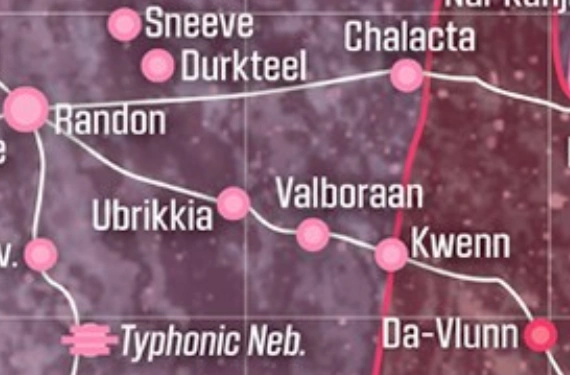 Sneeve
Chalacta
Durkteel
Randon
Valboraan
Ubrikkia
Kwenn
Da-Vlunn
Typhonic Neb.